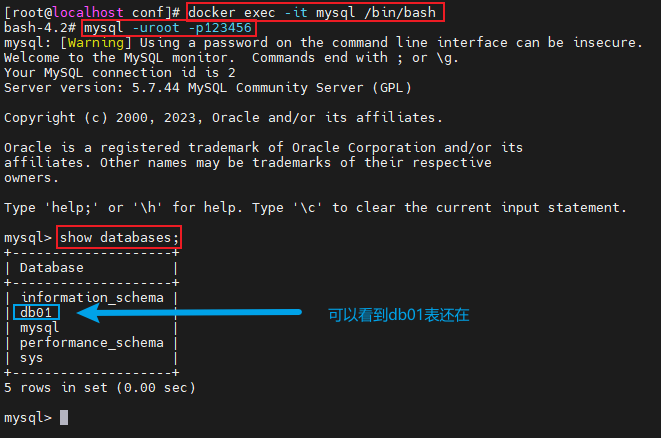 [root@localhost conf]# docker exec -it mysql /bin/bash
bash-4.2# mysql -uroot -p123456
mysql: [Warning] Using a password on the command line interface can be insecure.
Welcome to the MySQL monitor.  Commands end with ; or \g.
Your MySQL connection id is 2
Server version: 5.7.44 MySQL Community Server (GPL)

Copyright (c) 2000, 2023, Oracle and/or its affiliates.

Oracle is a registered trademark of Oracle Corporation and/or its
affiliates. Other names may be trademarks of their respective
owners.

Type 'help;' or '\h' for help. Type '\c' to clear the current input statement.

mysql> show databases;
+--------------------+
| Database           |
+--------------------+
| information_schema |
| db01               |
可以看到db01表还在
| mysql              |
| performance_schema |
| sys                |
+--------------------+
5 rows in set (0.00 sec)

mysql>